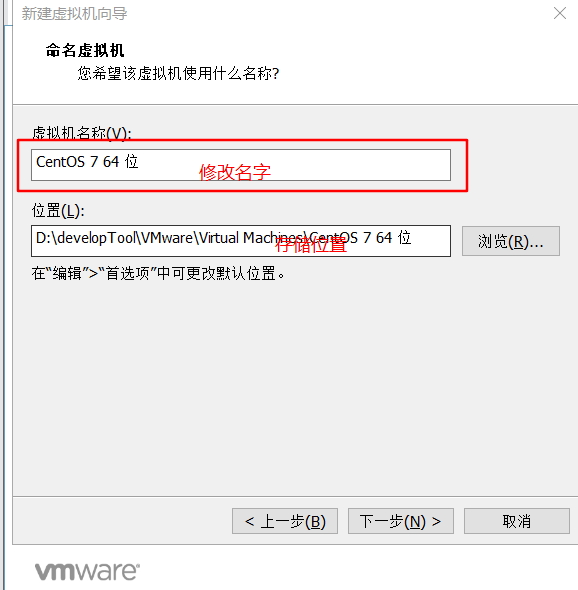 新建虚拟机向导
命名虚拟机
您希望该虚拟机使用什么名称?
虚拟机名称(V):
CentOS 7 64 位
修改名字
位置(L):
D:\developTool\VMware\Virtual Machines\CentOS 7 64 位
存储位置
浏览(R)...
在“编辑”>“首选项”中可更改默认位置。
< 上一步(B)
下一步(N) >
取消
vmware®